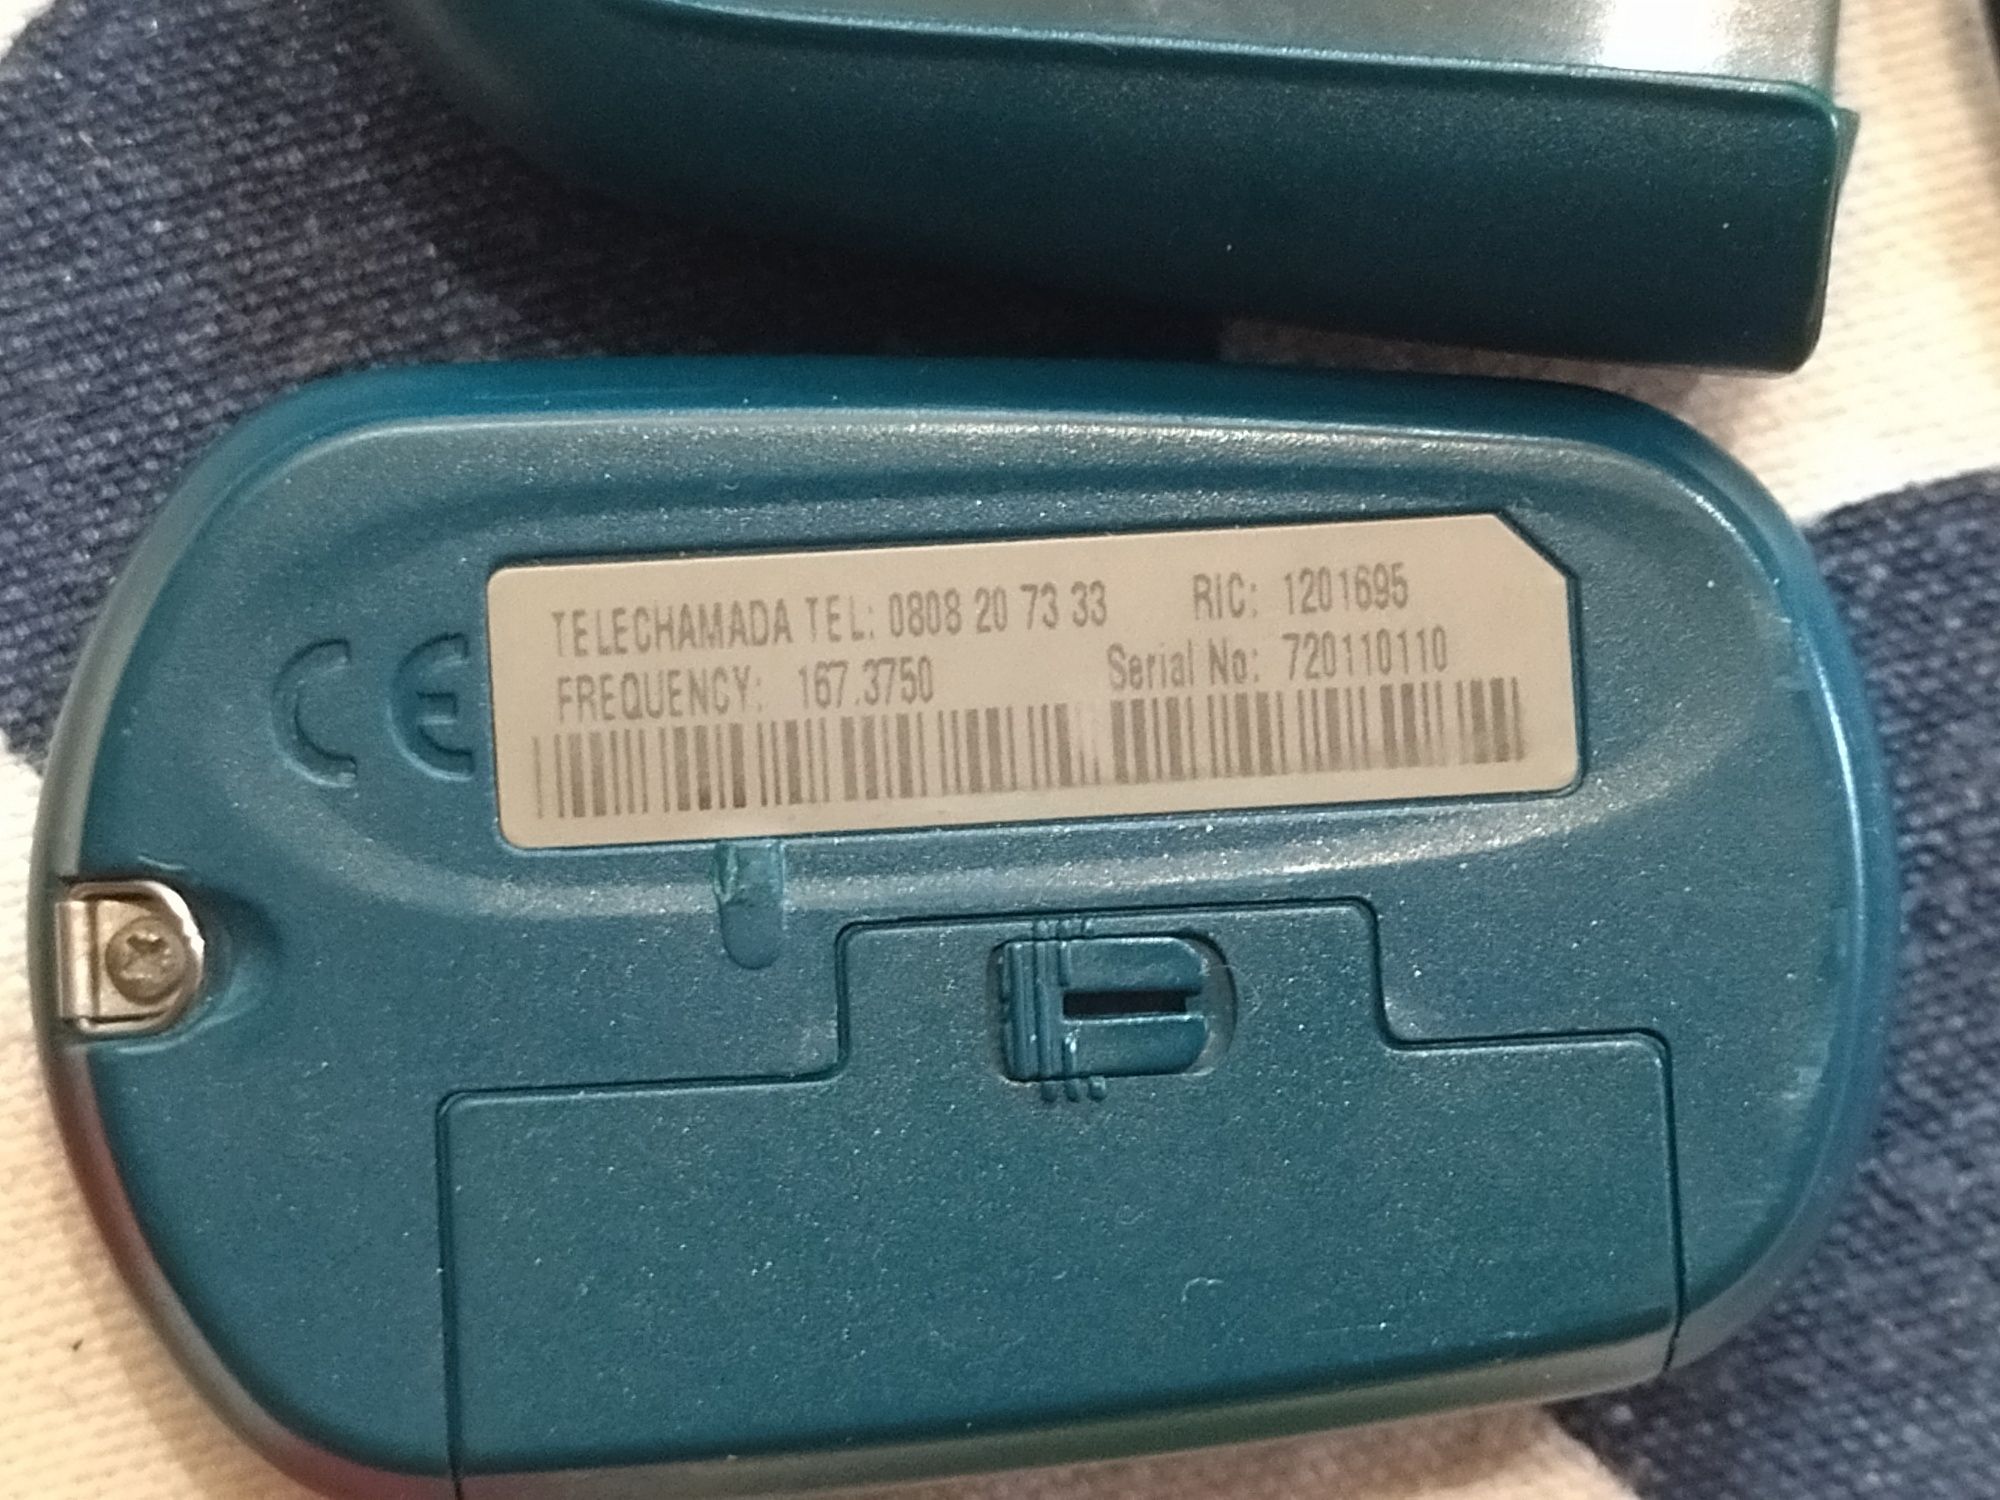 TELECHAMADA TEL: 0808 20 73 33 RIC: 1201695
FREQUENCY: 167.3750 Serial No: 720110110
CE